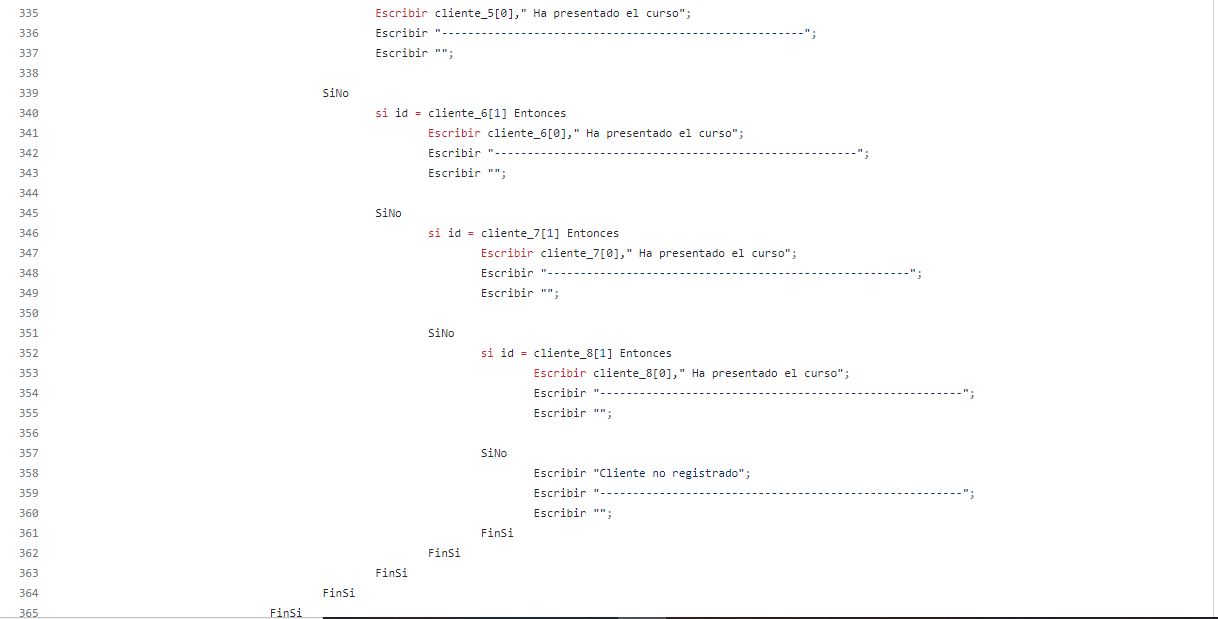 335 Escribir cliente_5[0]," Ha presentado el curso";
336 Escribir "-------------------------------------------------------";
337 Escribir "";
338
339 SiNo
340 si id = cliente_6[1] Entonces
341 Escribir cliente_6[0]," Ha presentado el curso";
342 Escribir "-------------------------------------------------------";
343 Escribir "";
344
345 SiNo
346 si id = cliente_7[1] Entonces
347 Escribir cliente_7[0]," Ha presentado el curso";
348 Escribir "-------------------------------------------------------";
349 Escribir "";
350
351 SiNo
352 si id = cliente_8[1] Entonces
353 Escribir cliente_8[0]," Ha presentado el curso";
354 Escribir "-------------------------------------------------------";
355 Escribir "";
356
357 SiNo
358 Escribir "Cliente no registrado";
359 Escribir "-------------------------------------------------------";
360 Escribir "";
361 FinSi
362 FinSi
363 FinSi
364 FinSi
365 FinSi